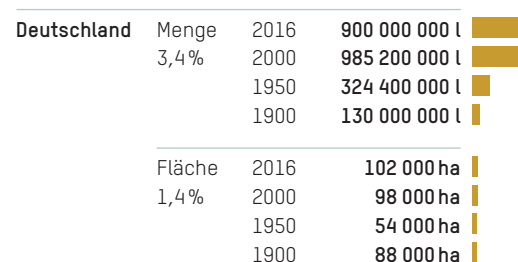 Deutschland Menge 2016 900 000 000 l
3,4 % 2000 985 200 000 l
1950 324 400 000 l
1900 130 000 000 l
Fläche 2016 102 000 ha
1,4 % 2000 98 000 ha
1950 54 000 ha
1900 88 000 ha